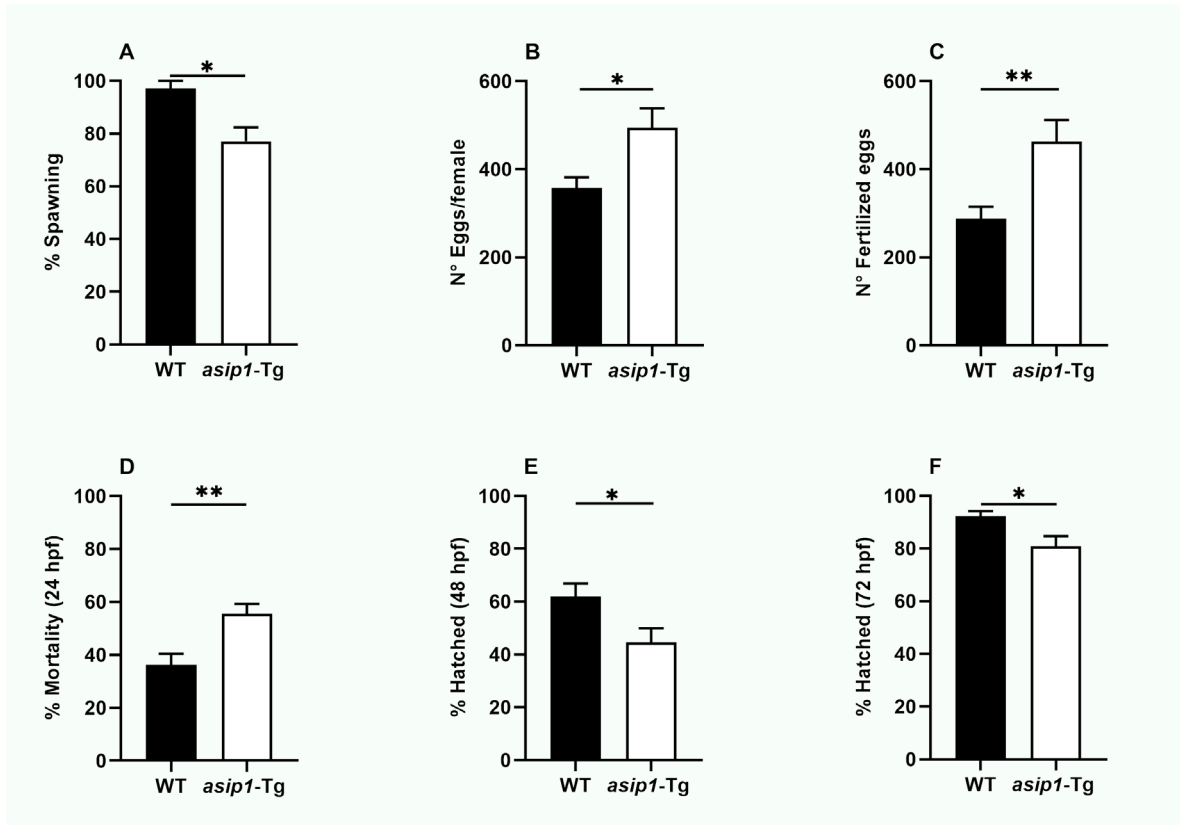 A
*
% Spawning
100
80
60
40
20
0
WT asip1-Tg
B
*
N° Eggs/female
600
400
200
0
WT asip1-Tg
C
**
N° Fertilized eggs
600
400
200
0
WT asip1-Tg
D
**
% Mortality (24 hpf)
100
80
60
40
20
0
WT asip1-Tg
E
*
% Hatched (48 hpf)
100
80
60
40
20
0
WT asip1-Tg
F
*
% Hatched (72 hpf)
100
80
60
40
20
0
WT asip1-Tg